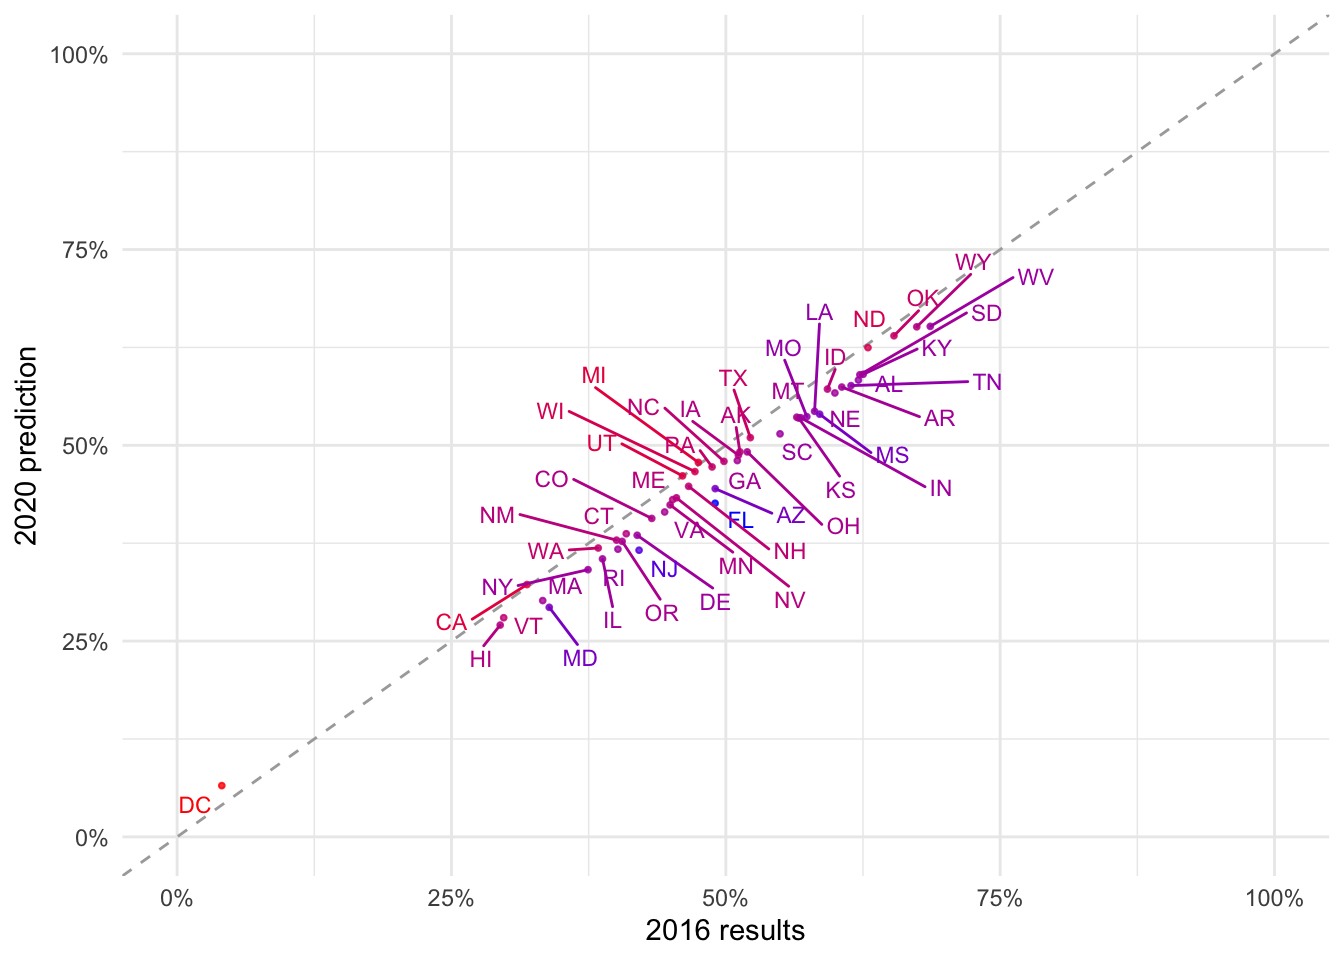 100%
75%
50%
25%
0%
2020 prediction
WY
WV
OK
SD
LA
ND
MO
KY
ID
MI
TX
TN
AL
MT
NC
IA
WI
AK
NE
AR
UT
PA
SC
MS
CO
ME
GA
KS
IN
NM
CT
FL
AZ
OH
VA
WA
NH
NJ
MN
NY
MA
RI
NV
DE
IL
OR
CA
VT
HI
MD
DC
0%
25%
50%
75%
100%
2016 results